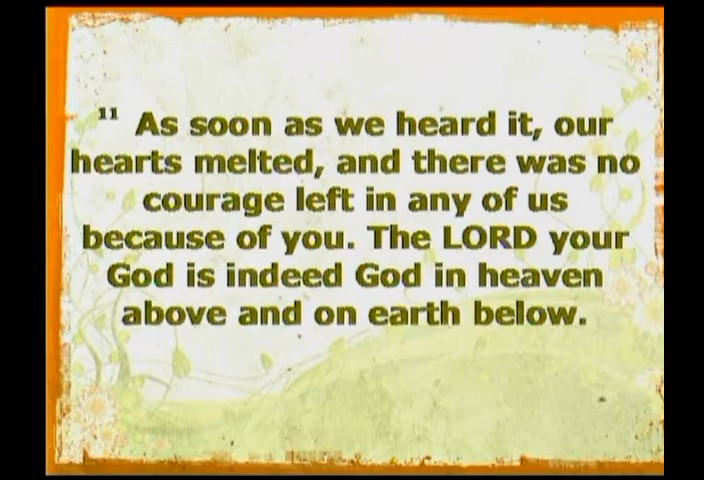 11 As soon as we heard it, our
hearts melted, and there was no
courage left in any of us
because of you. The LORD your
God is indeed God in heaven
above and on earth below.